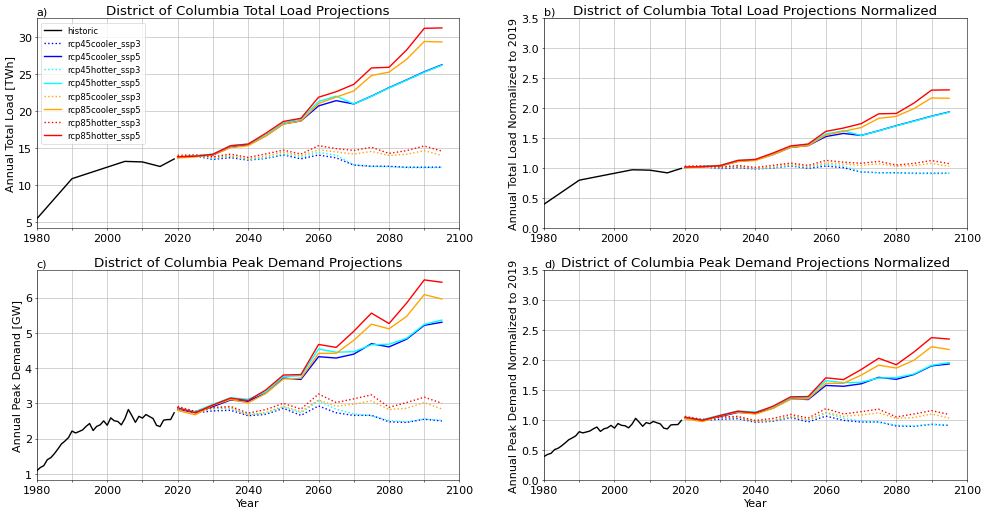 a)
District of Columbia Total Load Projections
Annual Total Load [TWh]
30
25
20
15
10
5
historic
rcp45cooler_ssp3
rcp45cooler_ssp5
rcp45hotter_ssp3
rcp45hotter_ssp5
rcp85cooler_ssp3
rcp85cooler_ssp5
rcp85hotter_ssp3
rcp85hotter_ssp5
1980 2000 2020 2040 2060 2080 2100
b)
District of Columbia Total Load Projections Normalized
Annual Total Load Normalized to 2019
3.5
3.0
2.5
2.0
1.5
1.0
0.5
0.0
1980 2000 2020 2040 2060 2080 2100
c)
District of Columbia Peak Demand Projections
Annual Peak Demand [GW]
6
5
4
3
2
1
1980 2000 2020 2040 2060 2080 2100
Year
d)
District of Columbia Peak Demand Projections Normalized
Annual Peak Demand Normalized to 2019
3.5
3.0
2.5
2.0
1.5
1.0
0.5
0.0
1980 2000 2020 2040 2060 2080 2100
Year